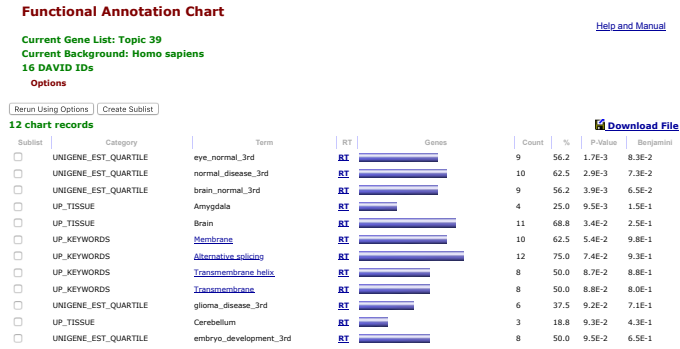 Functional Annotation Chart
Help and Manual
Current Gene List: Topic 39
Current Background: Homo sapiens
16 DAVID IDs
Options
Rerun Using Options Create Sublist
12 chart records Download File
Sublist Category Term RT Genes Count % P-Value Benjamini
UNIGENE_EST_QUARTILE eye_normal_3rd RT 9 56.2 1.7E-3 8.3E-2
UNIGENE_EST_QUARTILE normal_disease_3rd RT 10 62.5 2.9E-3 7.3E-2
UNIGENE_EST_QUARTILE brain_normal_3rd RT 9 56.2 3.9E-3 6.5E-2
UP_TISSUE Amygdala RT 4 25.0 9.5E-3 1.5E-1
UP_TISSUE Brain RT 11 68.8 3.4E-2 2.5E-1
UP_KEYWORDS Membrane RT 10 62.5 5.4E-2 9.8E-1
UP_KEYWORDS Alternative splicing RT 12 75.0 7.4E-2 9.3E-1
UP_KEYWORDS Transmembrane helix RT 8 50.0 8.7E-2 8.8E-1
UP_KEYWORDS Transmembrane RT 8 50.0 8.8E-2 8.0E-1
UNIGENE_EST_QUARTILE glioma_disease_3rd RT 6 37.5 9.2E-2 7.1E-1
UP_TISSUE Cerebellum RT 3 18.8 9.3E-2 4.3E-1
UNIGENE_EST_QUARTILE embryo_development_3rd RT 8 50.0 9.5E-2 6.5E-1